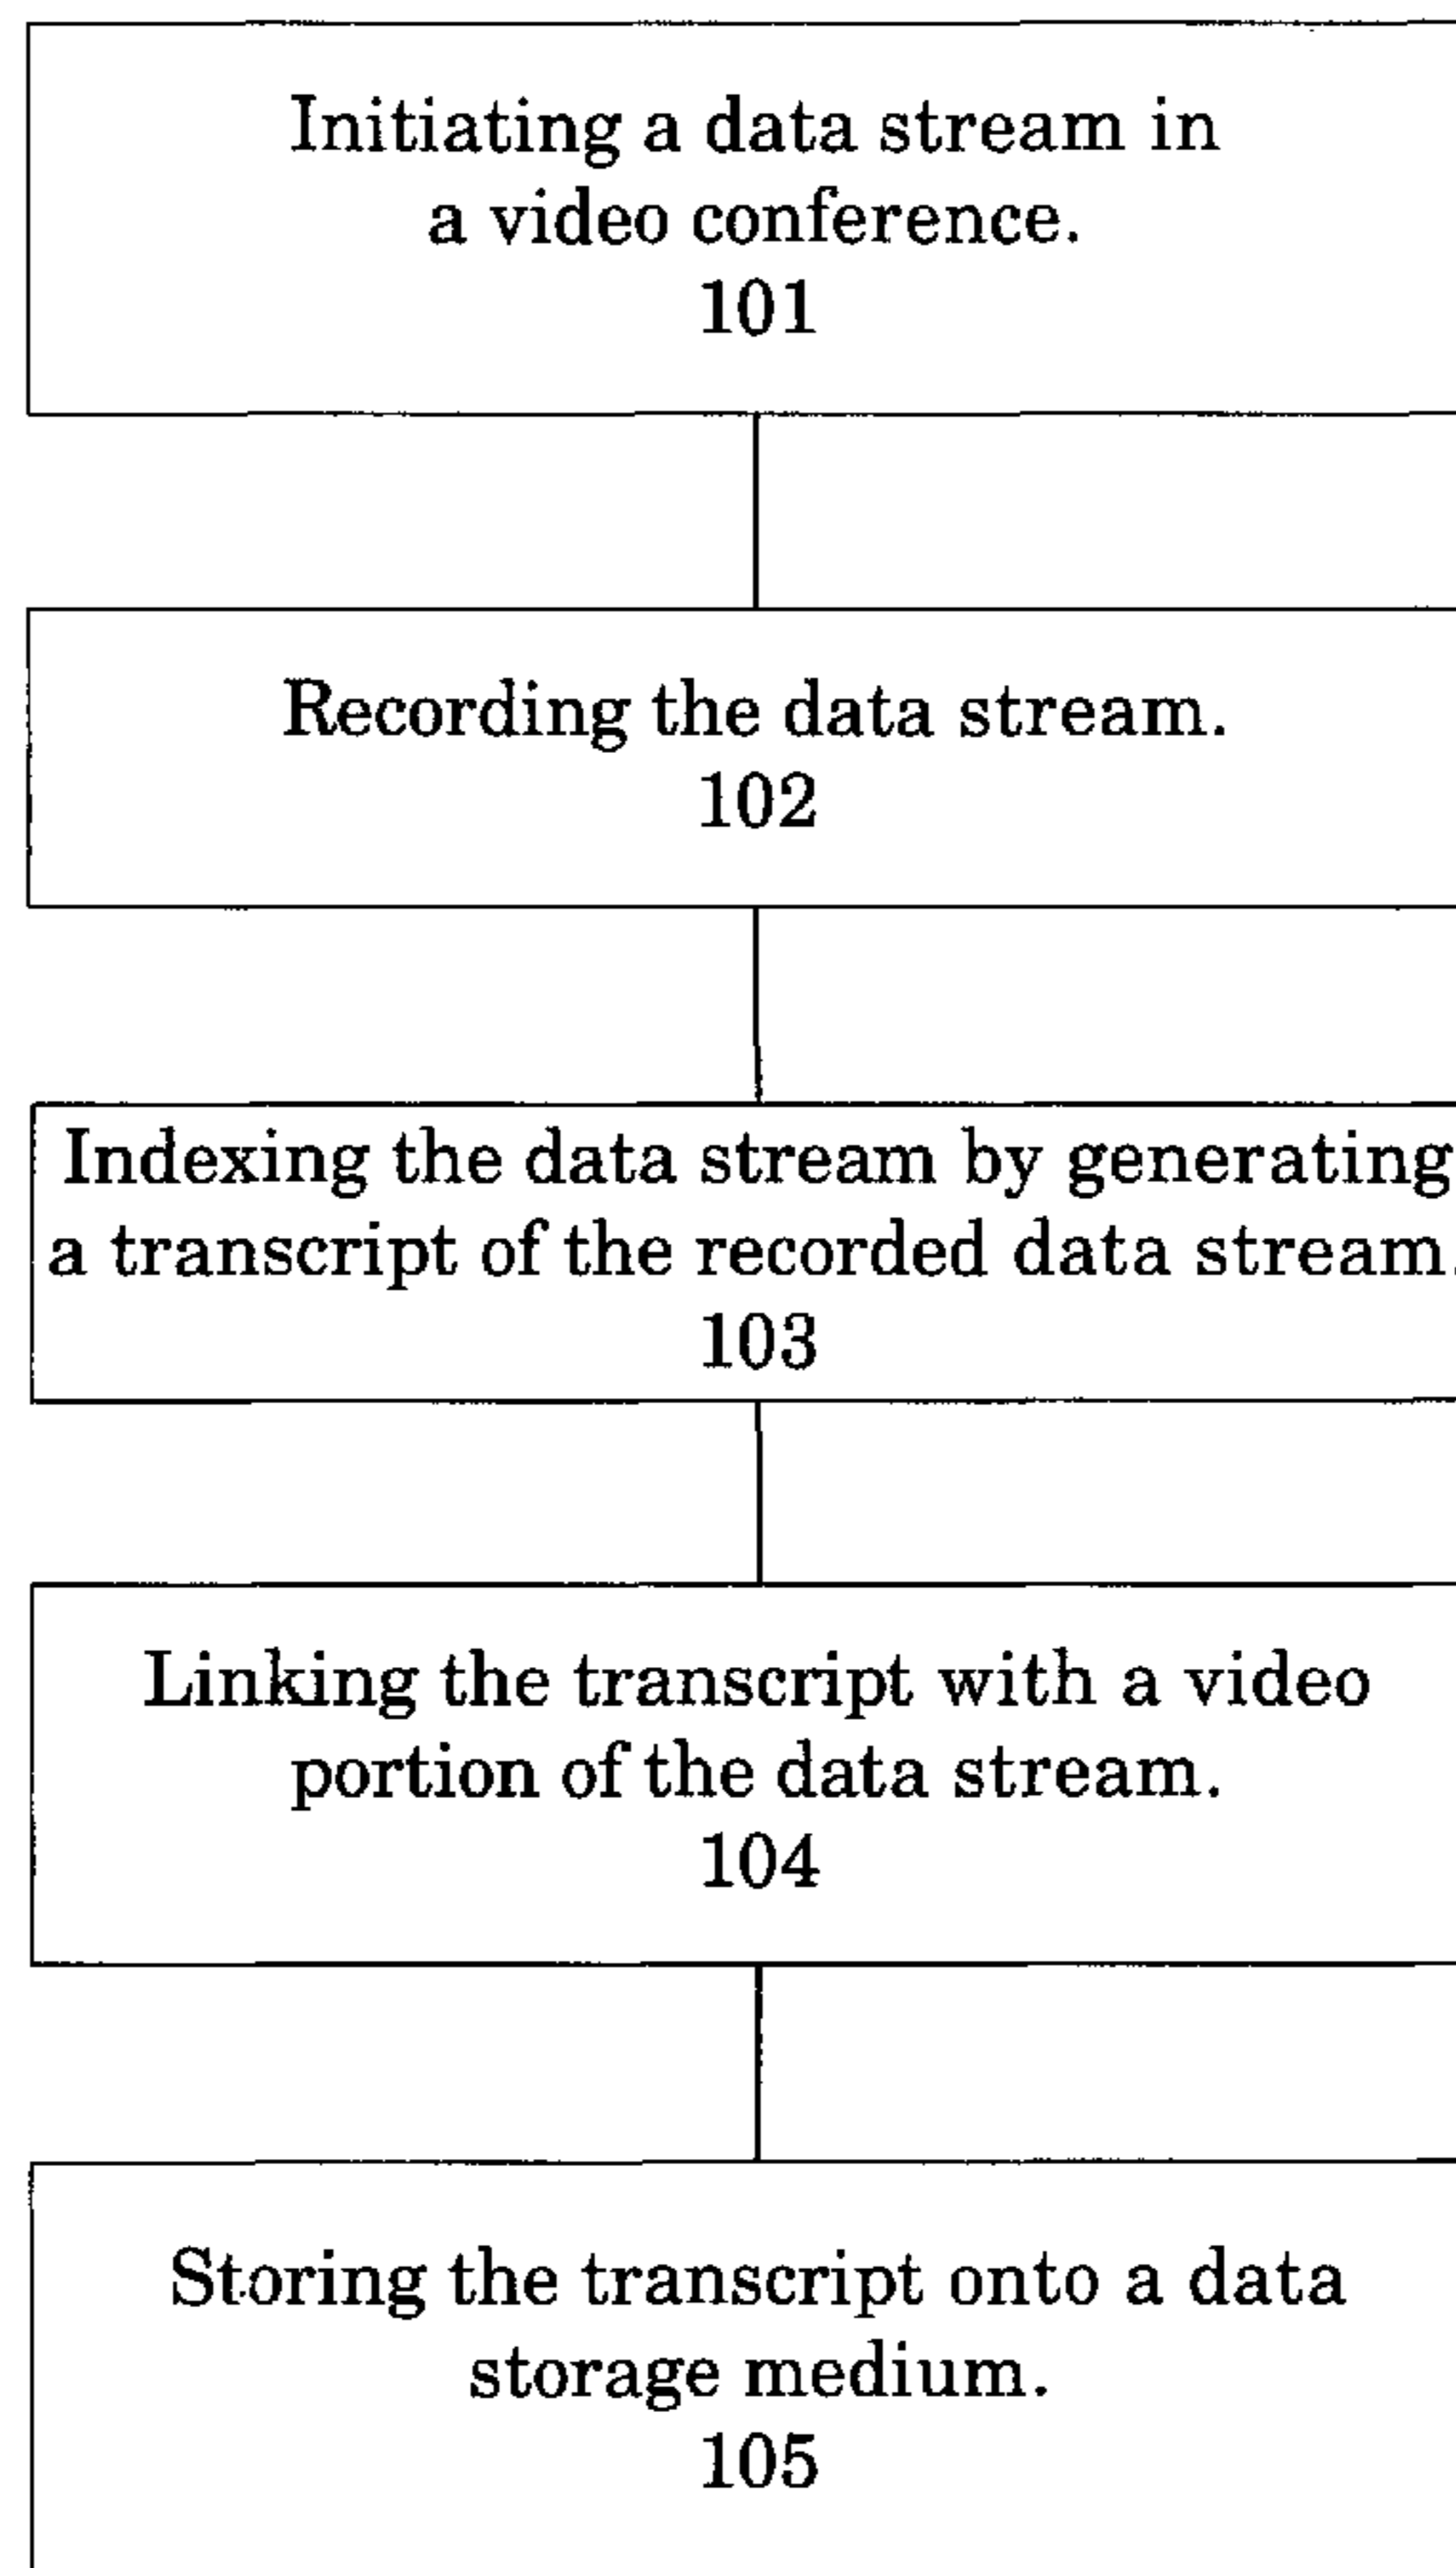 Initiating a data stream in
a video conference.
101
Recording the data stream.
102
Indexing the data stream by generating
a transcript of the recorded data stream.
103
Linking the transcript with a video
portion of the data stream.
104
Storing the transcript onto a data
storage medium.
105